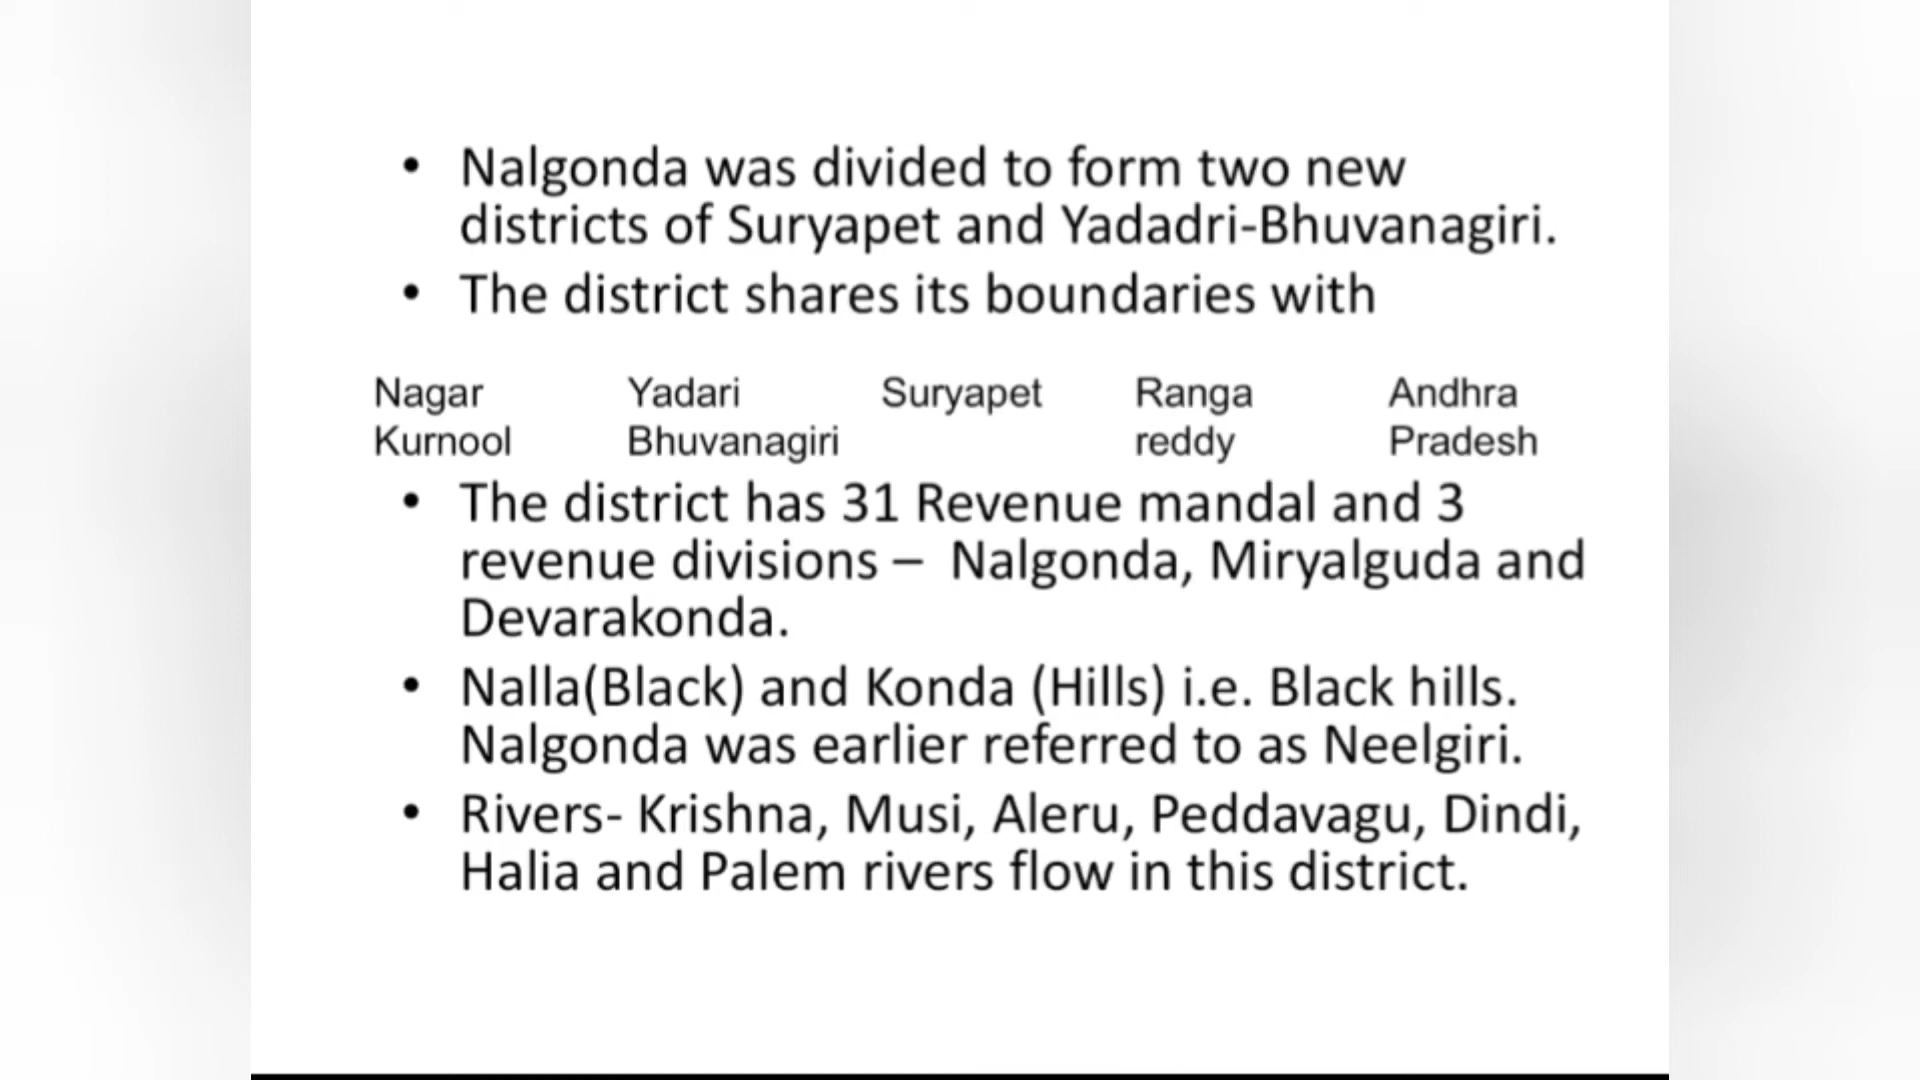 • Nalgonda was divided to form two new
districts of Suryapet and Yadadri-Bhuvanagiri.
• The district shares its boundaries with
Nagar Yadari Suryapet Ranga Andhra
Kurnool Bhuvanagiri reddy Pradesh
• The district has 31 Revenue mandal and 3
revenue divisions – Nalgonda, Miryalguda and
Devarakonda.
• Nalla(Black) and Konda (Hills) i.e. Black hills.
Nalgonda was earlier referred to as Neelgiri.
• Rivers- Krishna, Musi, Aleru, Peddavagu, Dindi,
Halia and Palem rivers flow in this district.